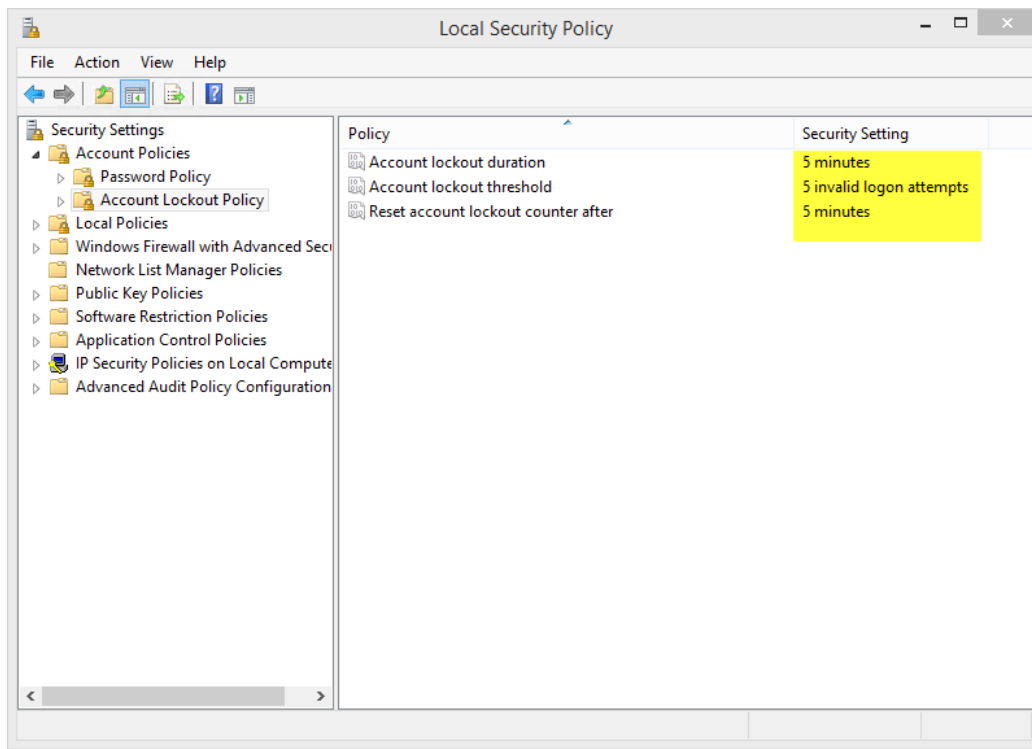 Local Security Policy
File Action View Help
Security Settings
Account Policies
Password Policy
Account Lockout Policy
Local Policies
Windows Firewall with Advanced Secu
Network List Manager Policies
Public Key Policies
Software Restriction Policies
Application Control Policies
IP Security Policies on Local Compute
Advanced Audit Policy Configuration
Policy Security Setting
Account lockout duration 5 minutes
Account lockout threshold 5 invalid logon attempts
Reset account lockout counter after 5 minutes